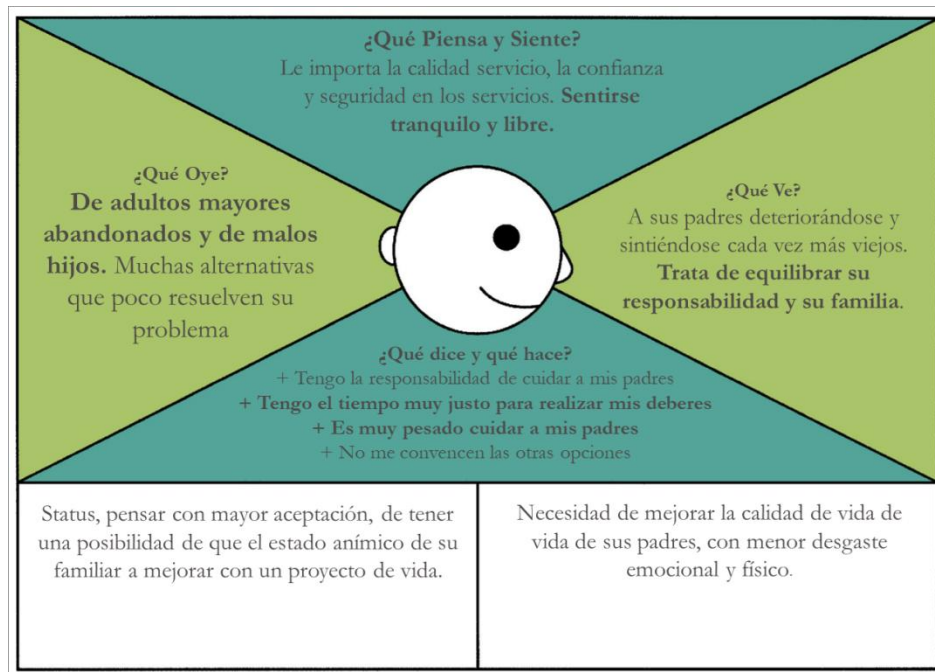 ¿Qué Piensa y Siente?
Le importa la calidad servicio, la confianza
y seguridad en los servicios. Sentirse
tranquilo y libre.
¿Qué Oye?
De adultos mayores
abandonados y de malos
hijos. Muchas alternativas
que poco resuelven su
problema
¿Qué Ve?
A sus padres deteriorándose y
sintiéndose cada vez más viejos.
Trata de equilibrar su
responsabilidad y su familia.
¿Qué dice y qué hace?
+ Tengo la responsabilidad de cuidar a mis padres
+ Tengo el tiempo muy justo para realizar mis deberes
+ Es muy pesado cuidar a mis padres
+ No me convencen las otras opciones
Status, pensar con mayor aceptación, de tener
una posibilidad de que el estado anímico de su
familiar a mejorar con un proyecto de vida.
Necesidad de mejorar la calidad de vida de
vida de sus padres, con menor desgaste
emocional y físico.